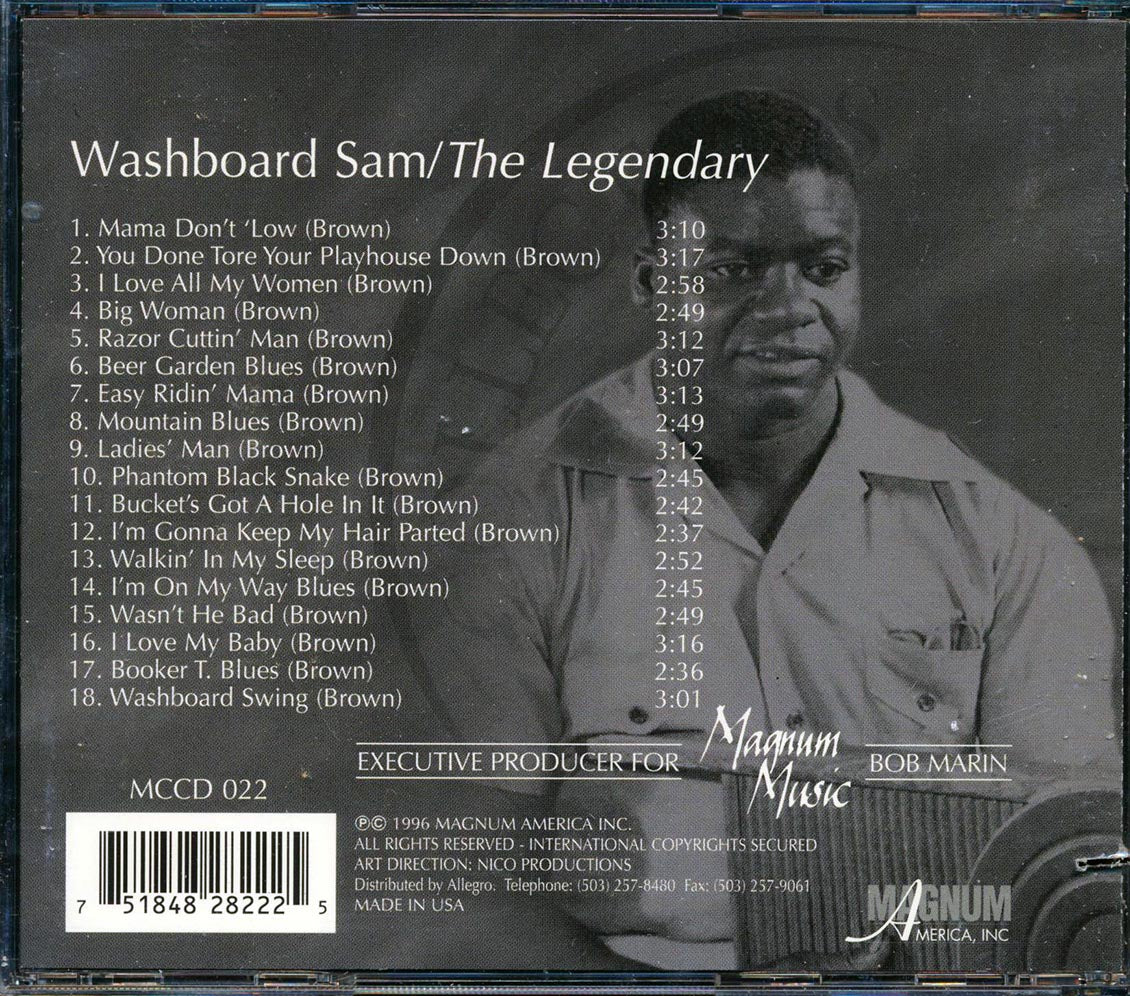 Washboard Sam/The Legendary
1. Mama Don't 'Low (Brown) 3:10
2. You Done Tore Your Playhouse Down (Brown) 3:17
3. I Love All My Women (Brown) 2:58
4. Big Woman (Brown) 2:49
5. Razor Cuttin' Man (Brown) 3:12
6. Beer Garden Blues (Brown) 3:07
7. Easy Ridin' Mama (Brown) 3:13
8. Mountain Blues (Brown) 2:49
9. Ladies' Man (Brown) 3:12
10. Phantom Black Snake (Brown) 2:45
11. Bucket's Got A Hole In It (Brown) 2:42
12. I'm Gonna Keep My Hair Parted (Brown) 2:37
13. Walkin' In My Sleep (Brown) 2:52
14. I'm On My Way Blues (Brown) 2:45
15. Wasn't He Bad (Brown) 2:49
16. I Love My Baby (Brown) 3:16
17. Booker T. Blues (Brown) 2:36
18. Washboard Swing (Brown) 3:01
EXECUTIVE PRODUCER FOR Magnum Music BOB MARIN
MCCD 022
7 51848 28222 5
℗© 1996 MAGNUM AMERICA INC.
ALL RIGHTS RESERVED - INTERNATIONAL COPYRIGHTS SECURED
ART DIRECTION: NICO PRODUCTIONS
Distributed by Allegro. Telephone: (503) 257-8480 Fax: (503) 257-9061
MADE IN USA
MAGNUM
AMERICA, INC